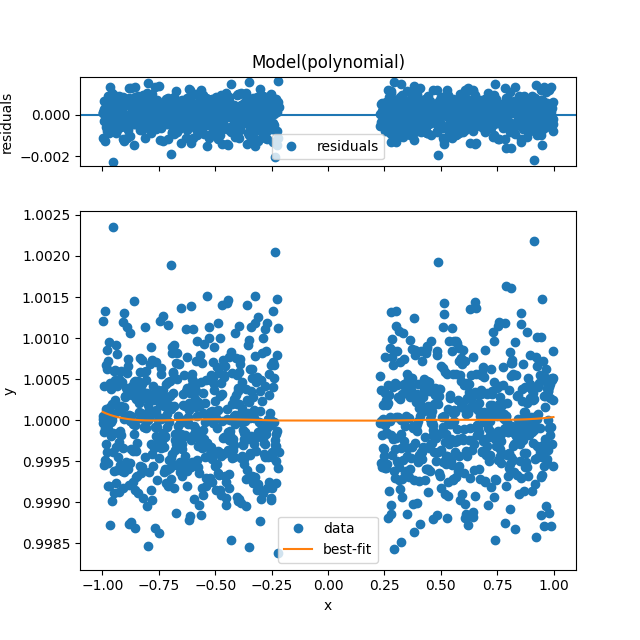 Model(polynomial)
residuals
0.000
−0.002
residuals
y
1.0025
1.0020
1.0015
1.0010
1.0005
1.0000
0.9995
0.9990
0.9985
data
best-fit
−1.00 −0.75 −0.50 −0.25 0.00 0.25 0.50 0.75 1.00
x